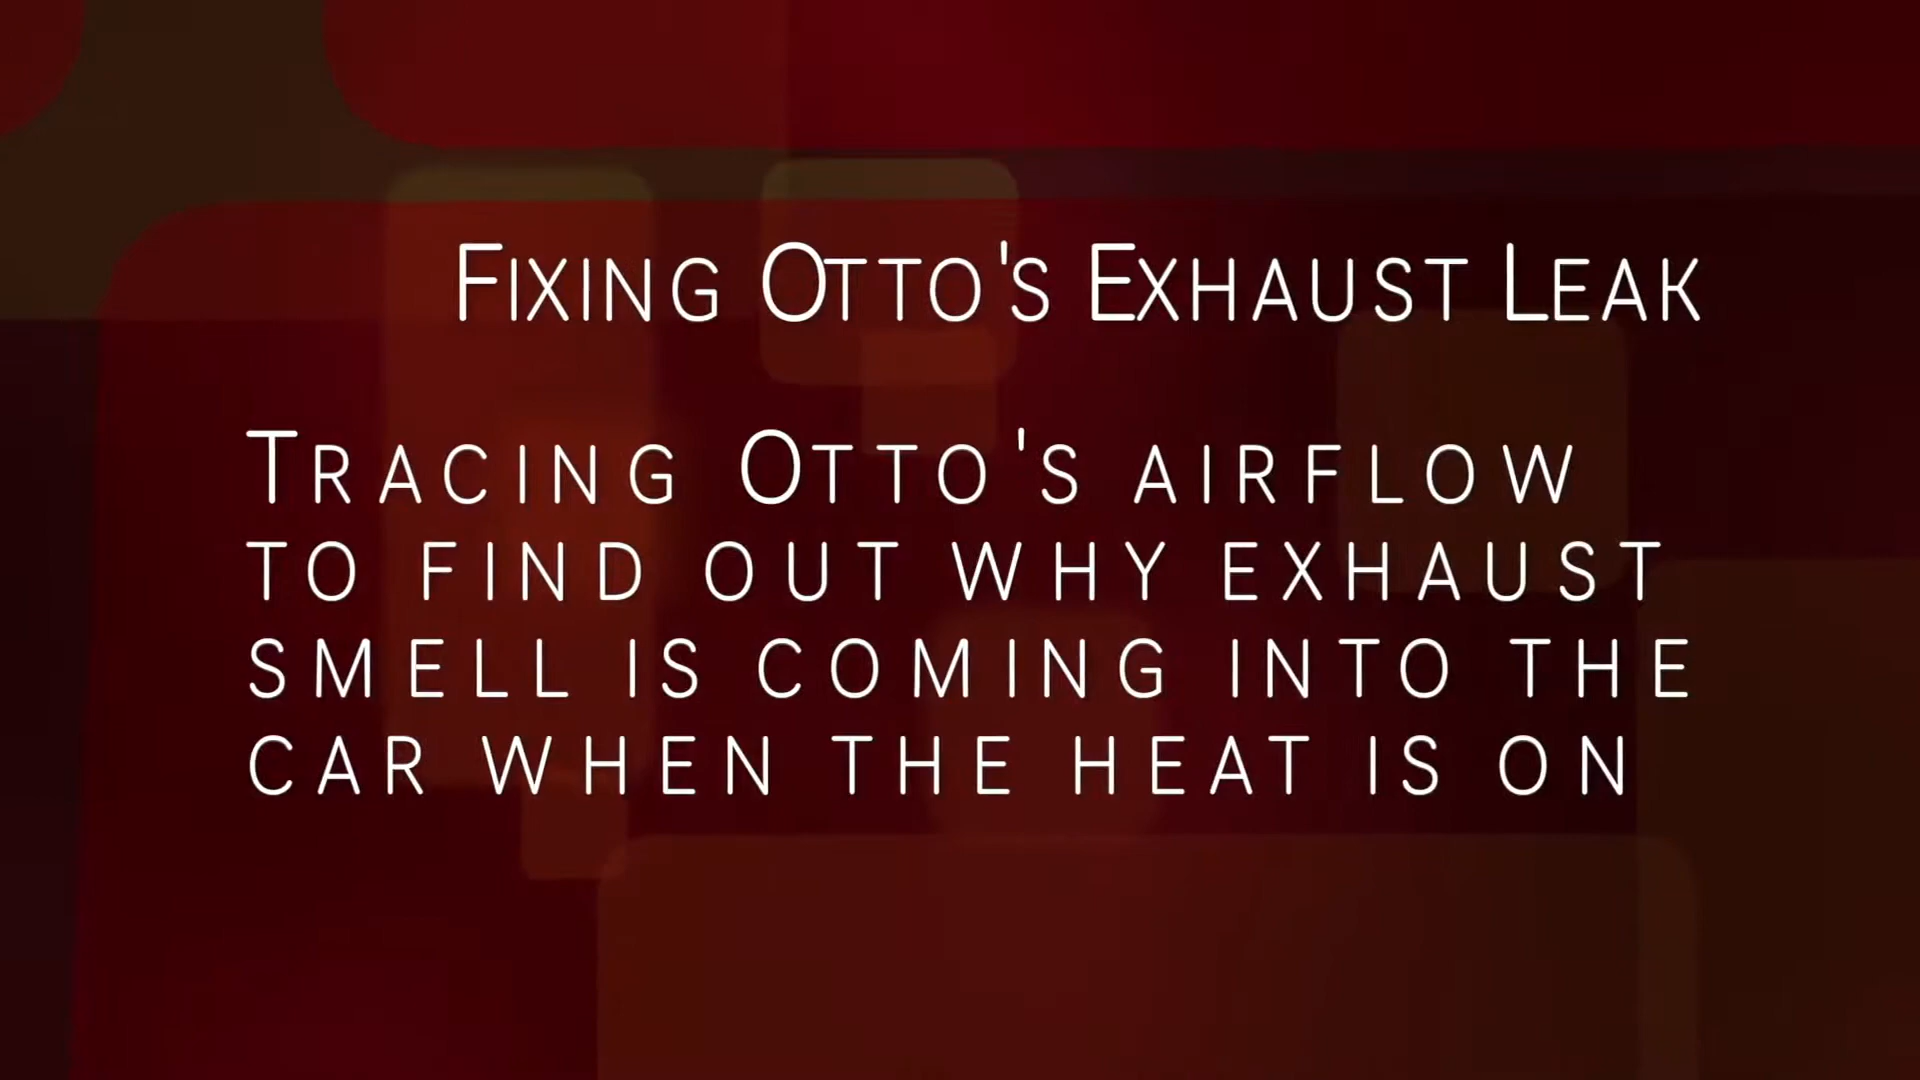 Fixing Otto's Exhaust Leak
Tracing Otto's airflow
to find out why exhaust
smell is coming into the
car when the heat is on